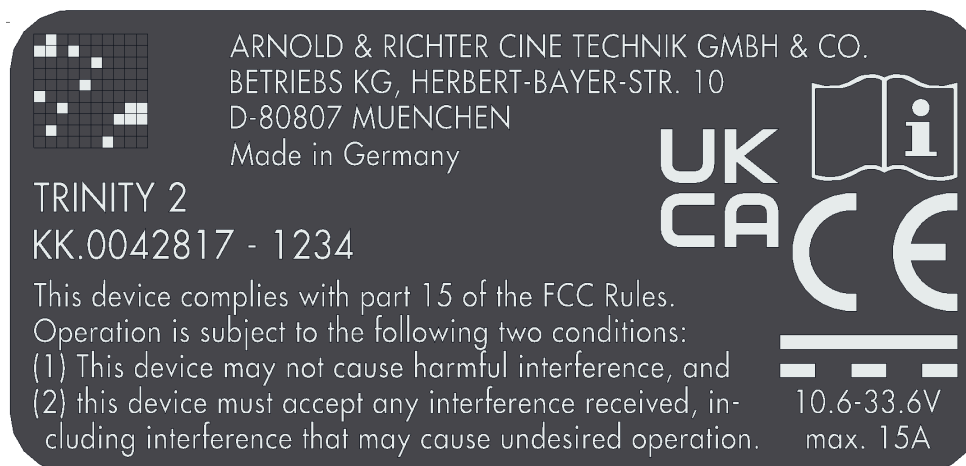 ARNOLD & RICHTER CINE TECHNIK GMBH & CO.
BETRIEBS KG, HERBERT-BAYER-STR. 10
D-80807 MUENCHEN
Made in Germany
UK
CA
i
CE
TRINITY 2
KK.0042817 - 1234
This device complies with part 15 of the FCC Rules.
Operation is subject to the following two conditions:
(1) This device may not cause harmful interference, and
(2) this device must accept any interference received, in-
cluding interference that may cause undesired operation.
10.6-33.6V
max. 15A